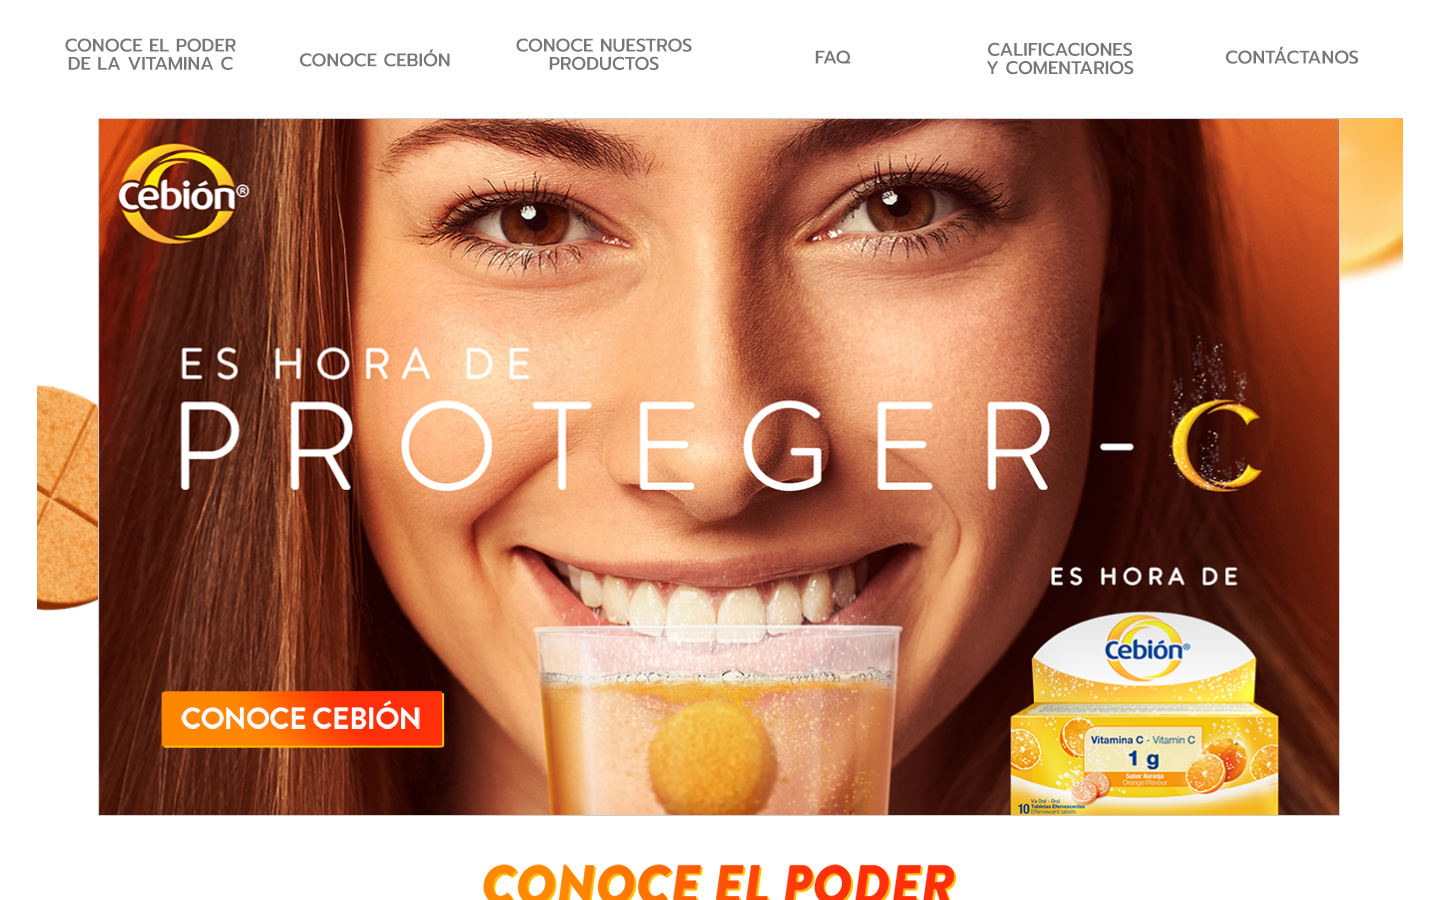 CONOCE EL PODER
DE LA VITAMINA C
CONOCE CEBIÓN
CONOCE NUESTROS
PRODUCTOS
FAQ
CALIFICACIONES
Y COMENTARIOS
CONTÁCTANOS
Cebión®
ES HORA DE
PROTEGER-C
ES HORA DE
Cebión®
Vitamina C - Vitamin C
1 g
Sabor Naranja
Orange Flavour
10 Vía Oral - Oral
Tabletas Efervescentes
Effervescent tablets
CONOCE CEBIÓN
CONOCE EL PODER